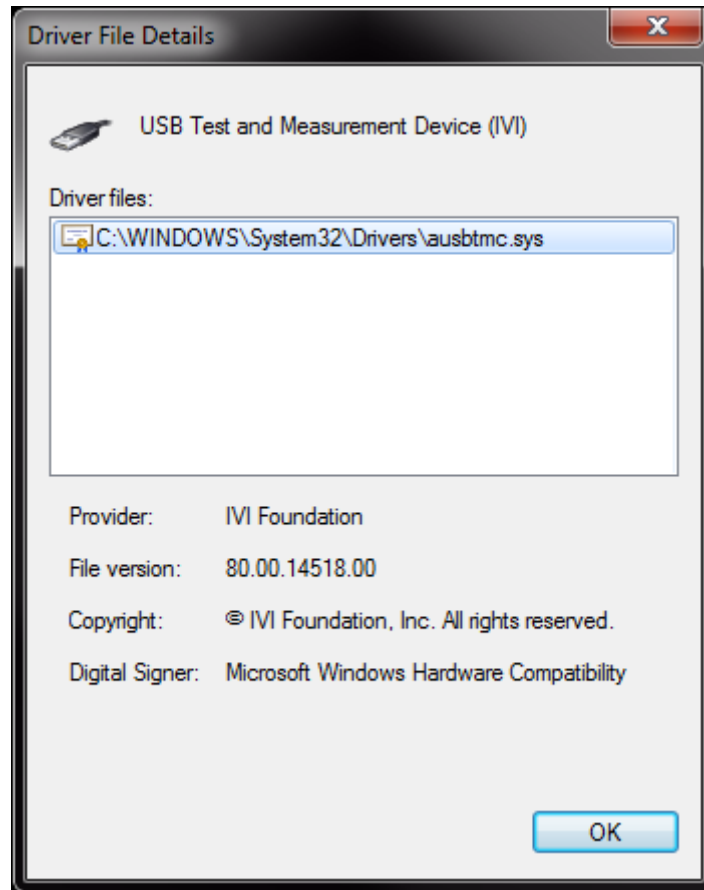 Driver File Details
USB Test and Measurement Device (IVI)
Driver files:
C:\WINDOWS\System32\Drivers\ausbtmc.sys
Provider: IVI Foundation
File version: 80.00.14518.00
Copyright: © IVI Foundation, Inc. All rights reserved.
Digital Signer: Microsoft Windows Hardware Compatibility
OK